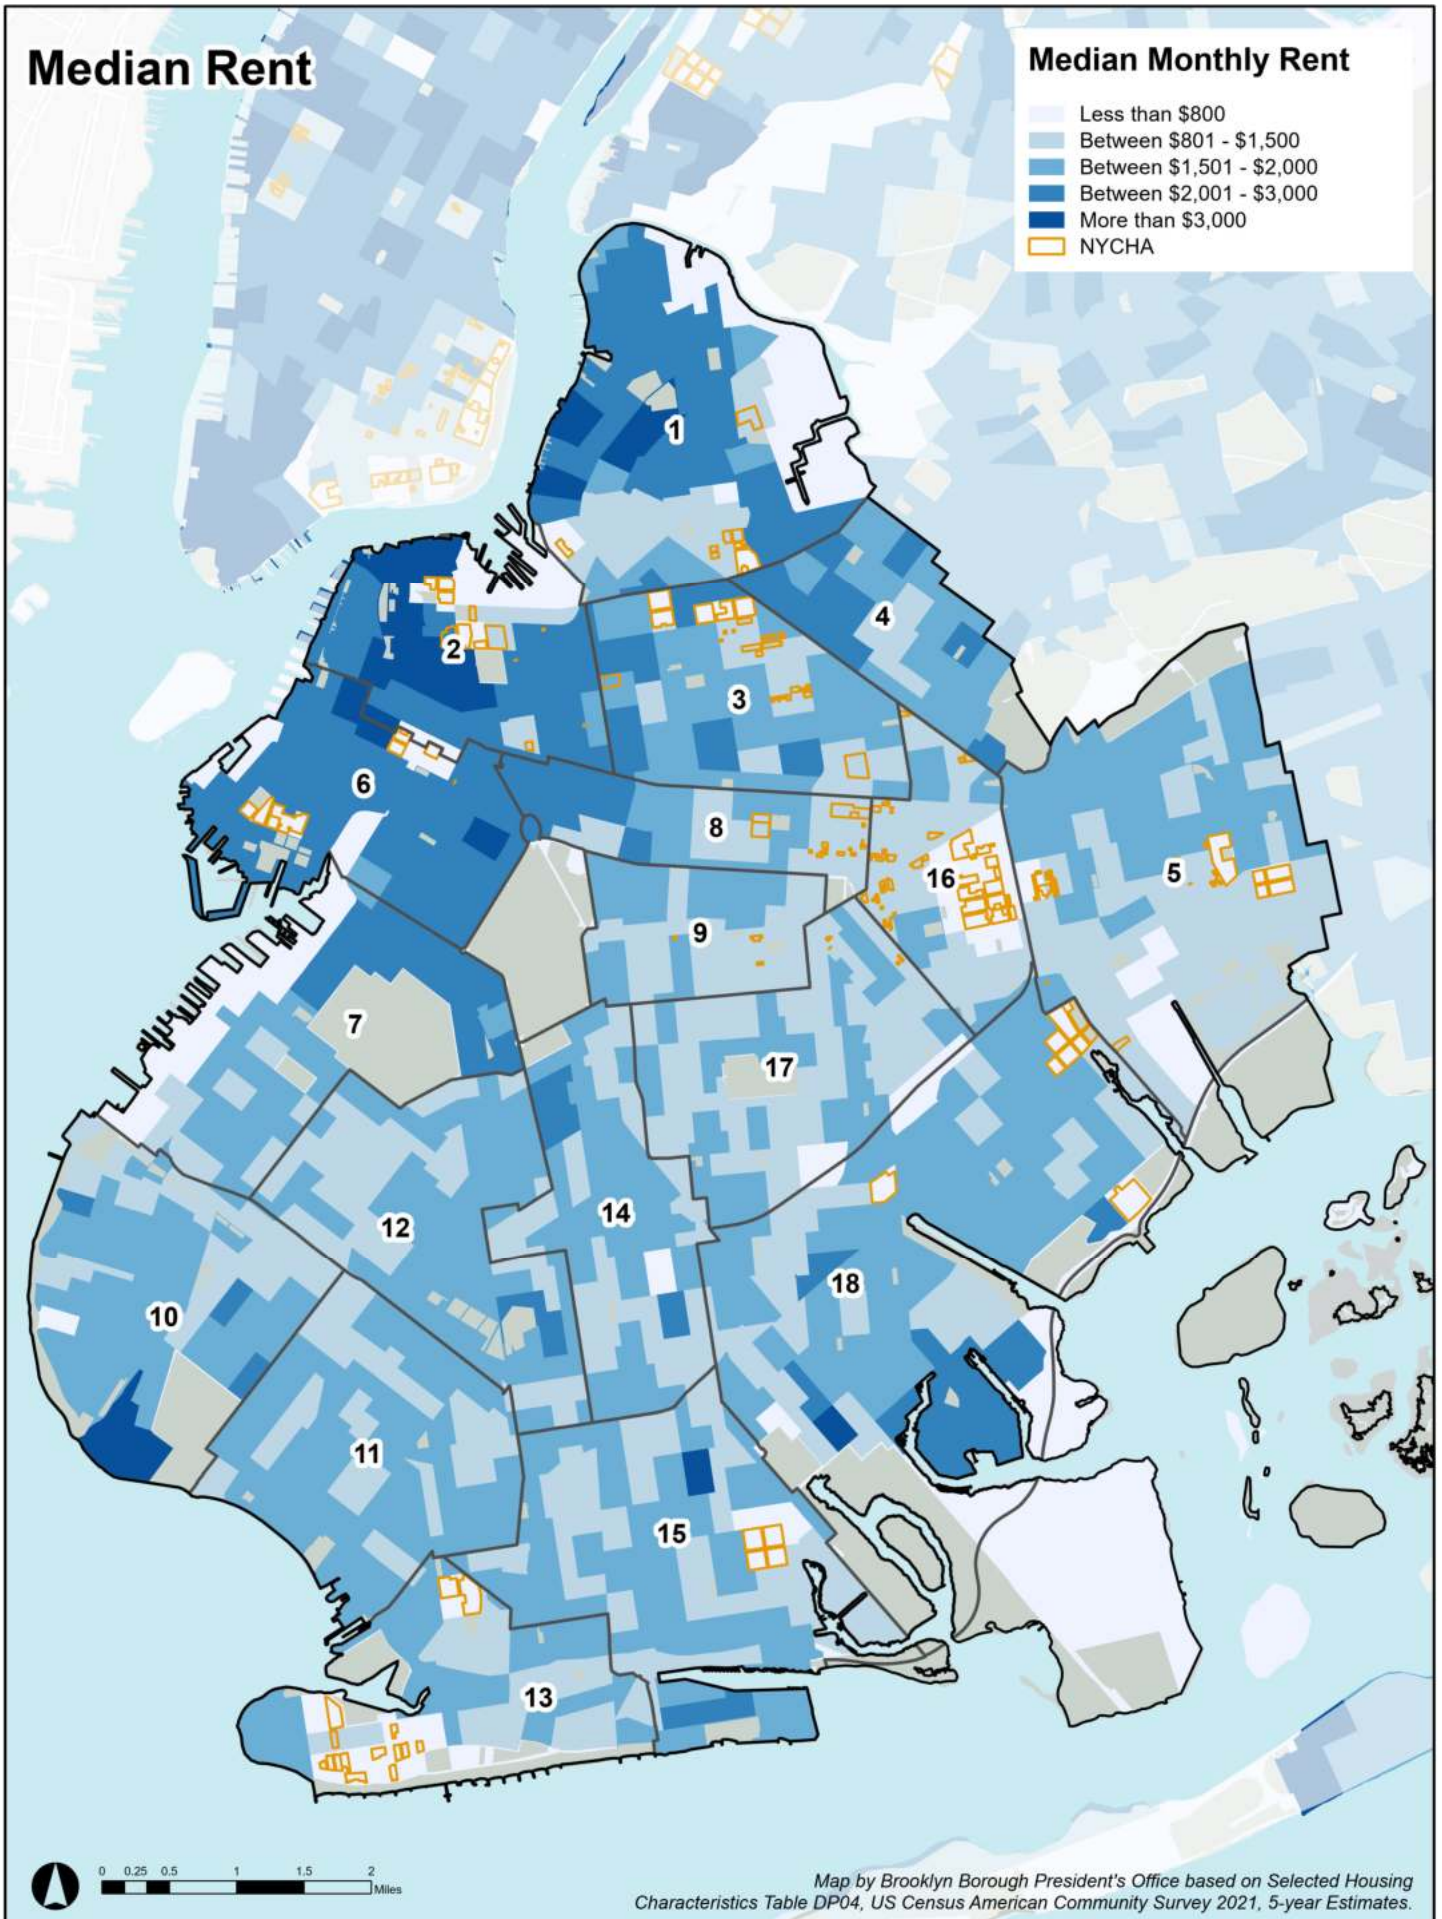 Median Rent
Median Monthly Rent
Less than $800
Between $801 - $1,500
Between $1,501 - $2,000
Between $2,001 - $3,000
More than $3,000
NYCHA
1
2
3
4
5
6
7
8
9
10
11
12
13
14
15
16
17
18
0 0.25 0.5 1 1.5 2
Miles
Map by Brooklyn Borough President's Office based on Selected Housing
Characteristics Table DP04, US Census American Community Survey 2021, 5-year Estimates.